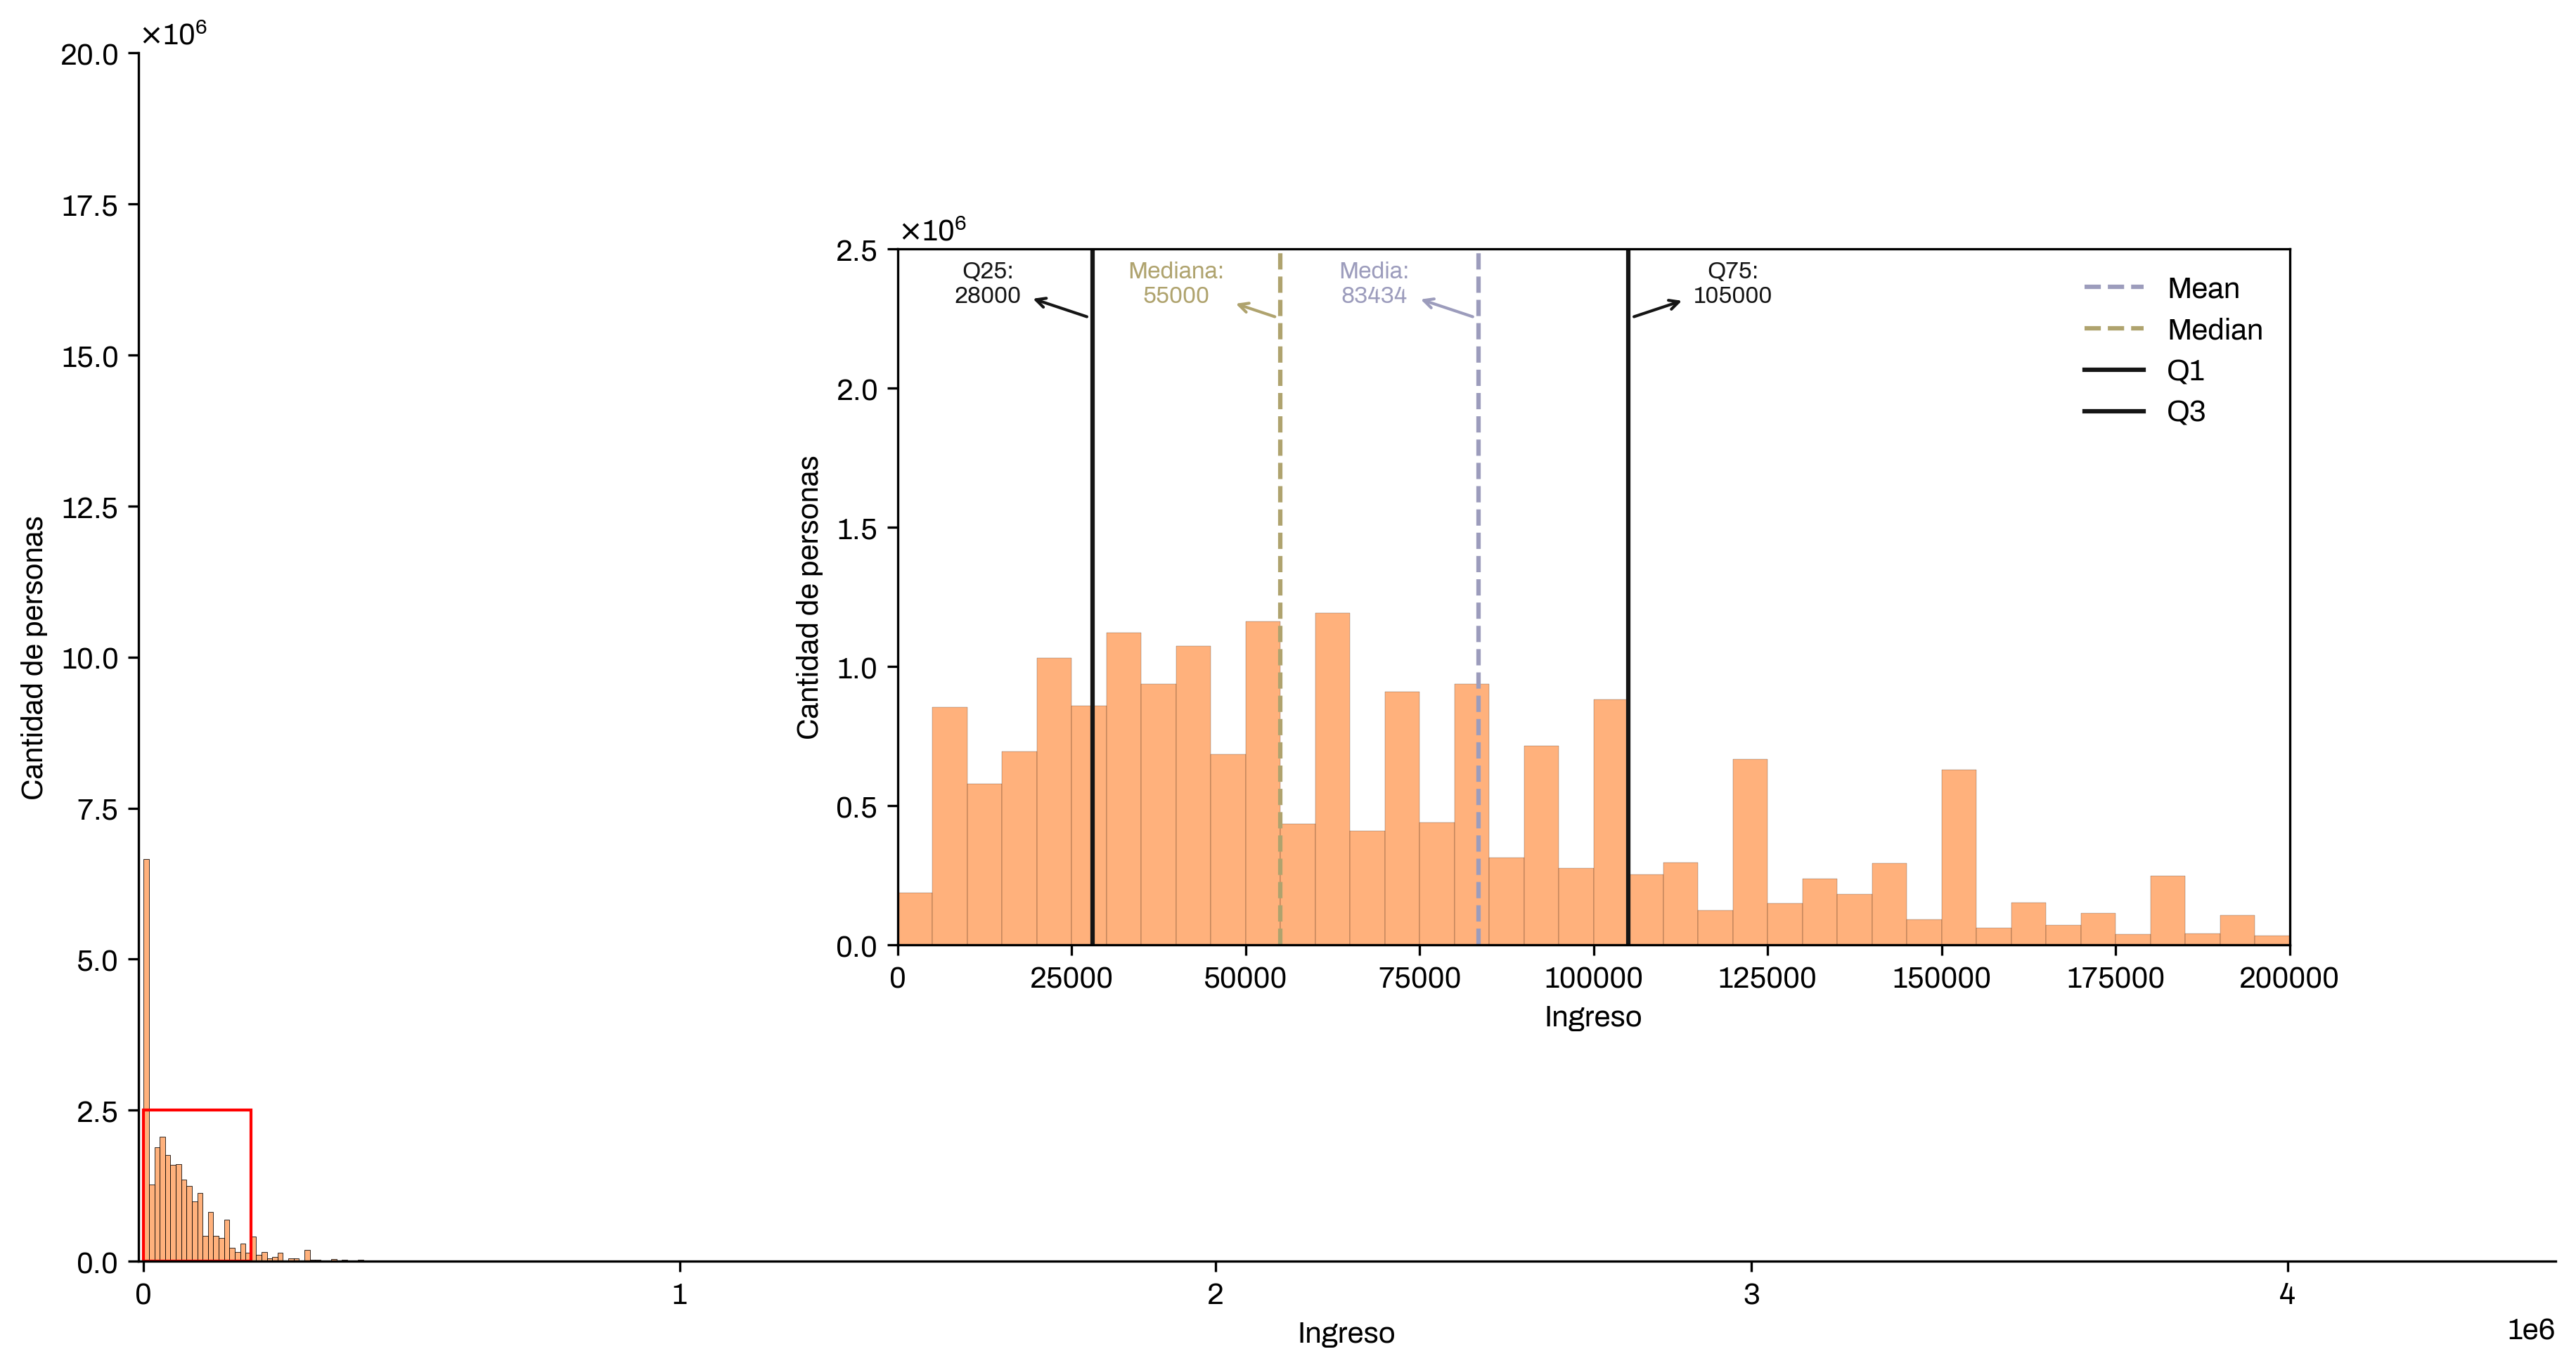 ×10⁶
20.0
17.5
15.0
12.5
10.0
7.5
5.0
2.5
0.0
Cantidad de personas
0
1
2
3
4
Ingreso
1e6
×10⁶
2.5
2.0
1.5
1.0
0.5
0.0
Cantidad de personas
Q25:
28000
Mediana:
55000
Media:
83434
Q75:
105000
Mean
Median
Q1
Q3
0
25000
50000
75000
100000
125000
150000
175000
200000
Ingreso